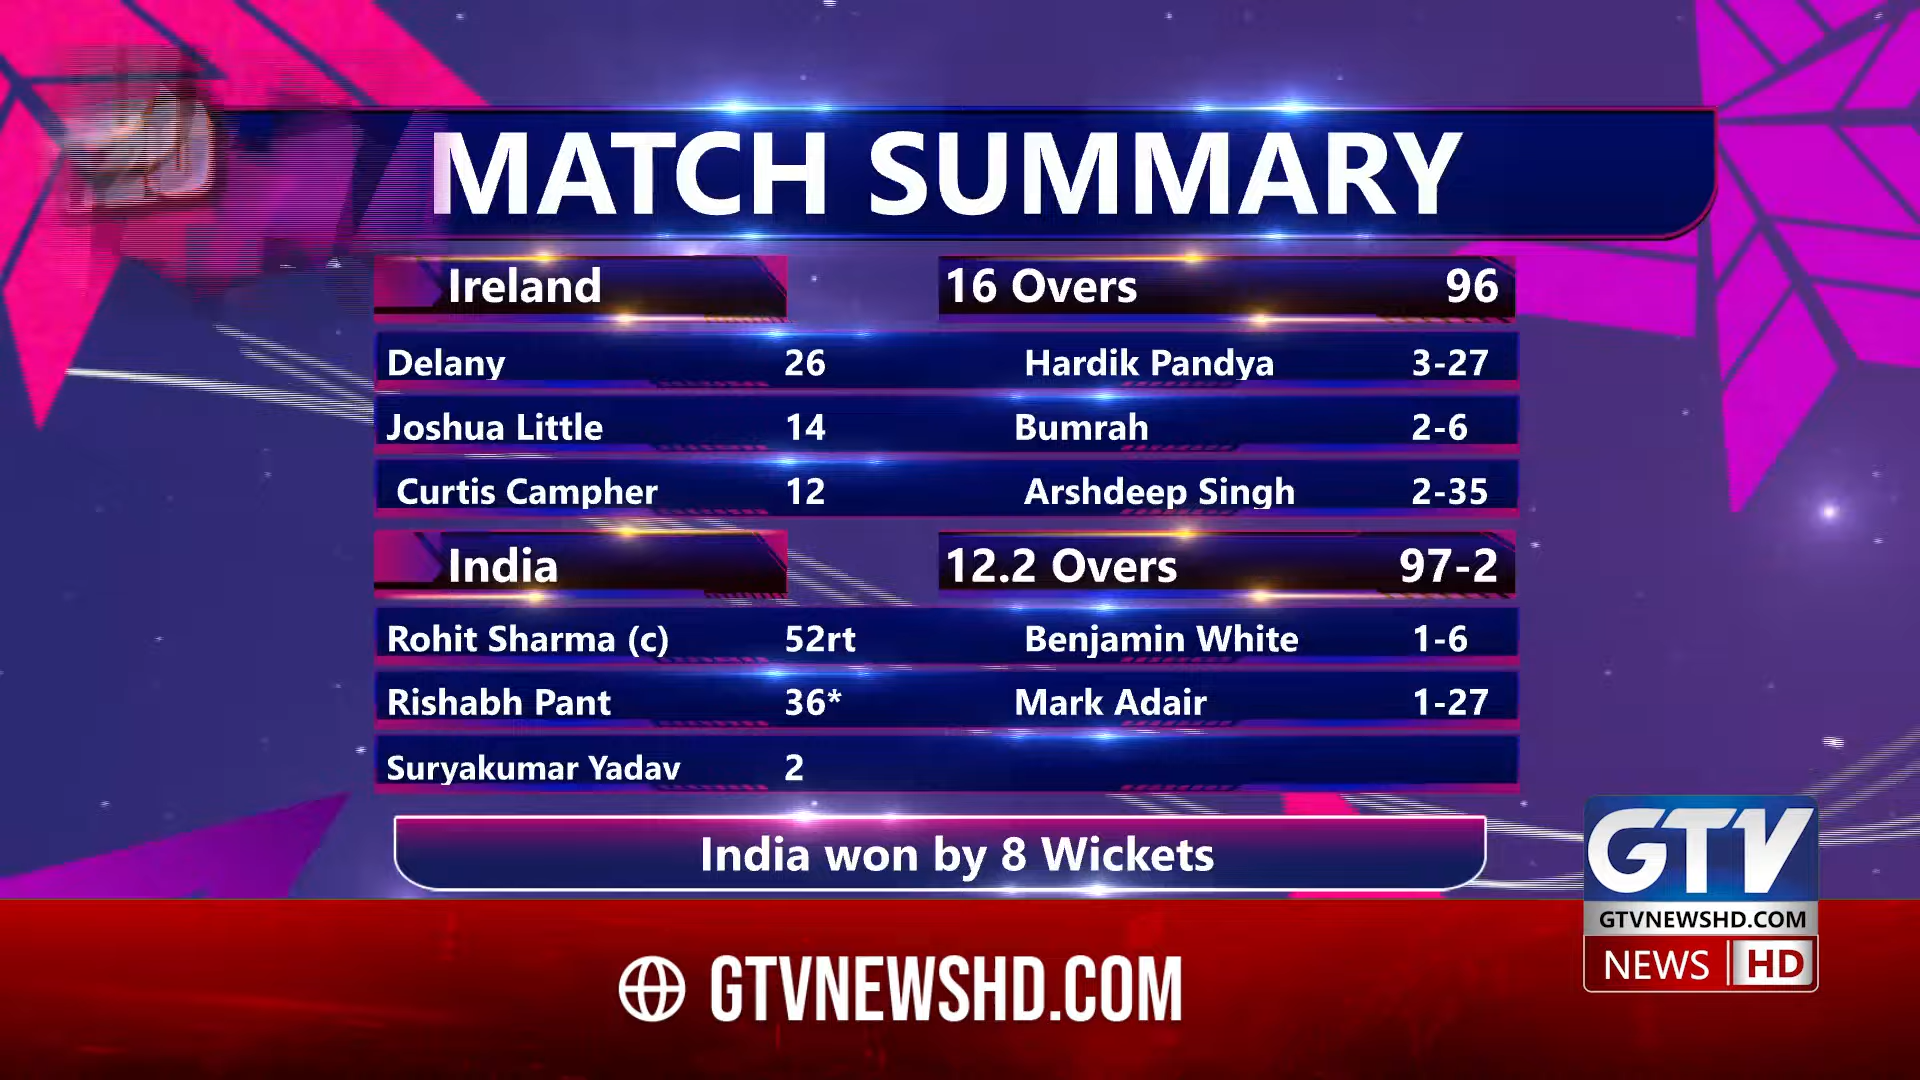 MATCH SUMMARY
Ireland 16 Overs 96
Delany 26 Hardik Pandya 3-27
Joshua Little 14 Bumrah 2-6
Curtis Campher 12 Arshdeep Singh 2-35
India 12.2 Overs 97-2
Rohit Sharma (c) 52rt Benjamin White 1-6
Rishabh Pant 36* Mark Adair 1-27
Suryakumar Yadav 2
India won by 8 Wickets
GTV
GTVNEWSHD.COM
NEWS HD
GTVNEWSHD.COM